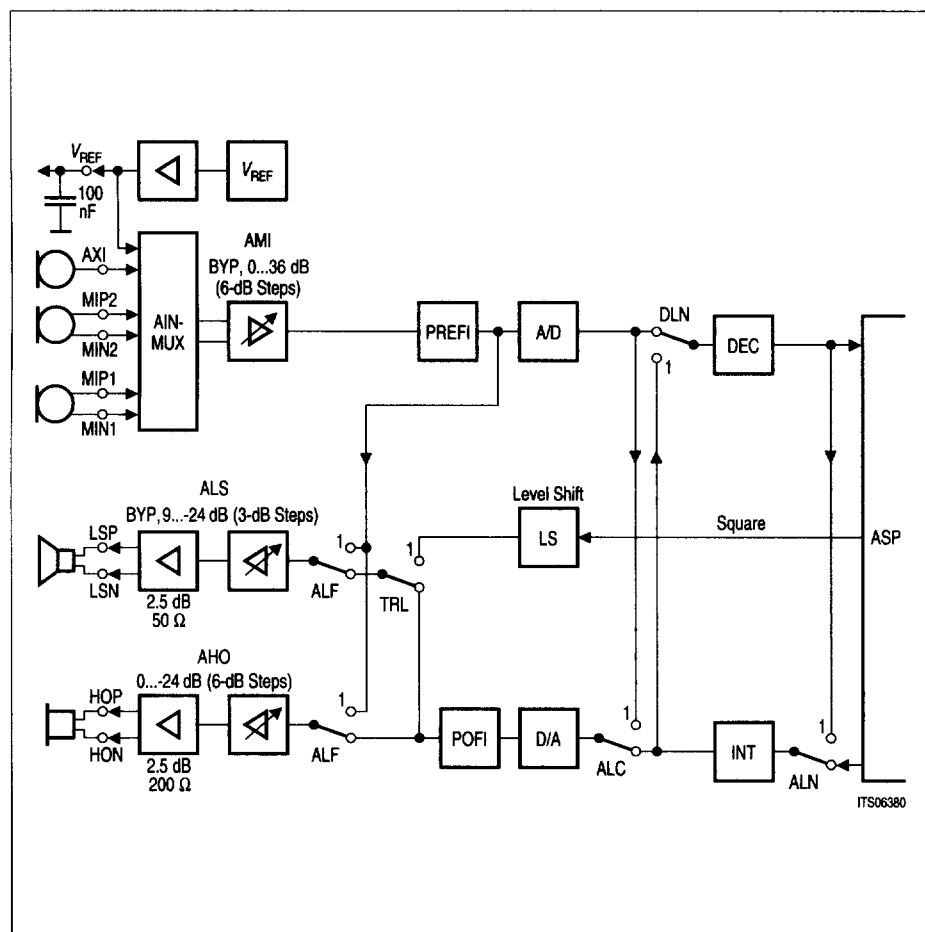 V_REF
V_REF
100
nF
AXI
MIP2
MIN2
MIP1
MIN1
AIN-
MUX
AMI
BYP, 0...36 dB
(6-dB Steps)
PREFI
A/D
DLN
1
DEC
ALS
BYP, 9...-24 dB (3-dB Steps)
LSP
LSN
2.5 dB
50 Ω
1
ALF
1
TRL
Level Shift
LS
Square
ASP
AHO
0...-24 dB (6-dB Steps)
HOP
HON
2.5 dB
200 Ω
1
ALF
POFI
D/A
1
ALC
INT
1
ALN
ITS06380